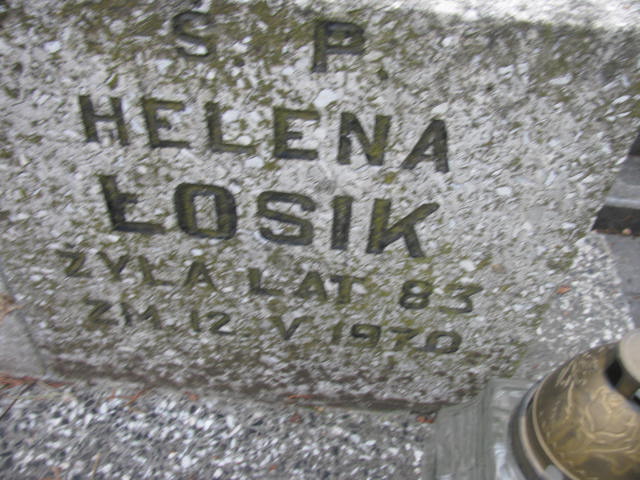 Ś P
HELENA
ŁOSIK
ŻYŁA LAT 83
ZM. 12 V 1970